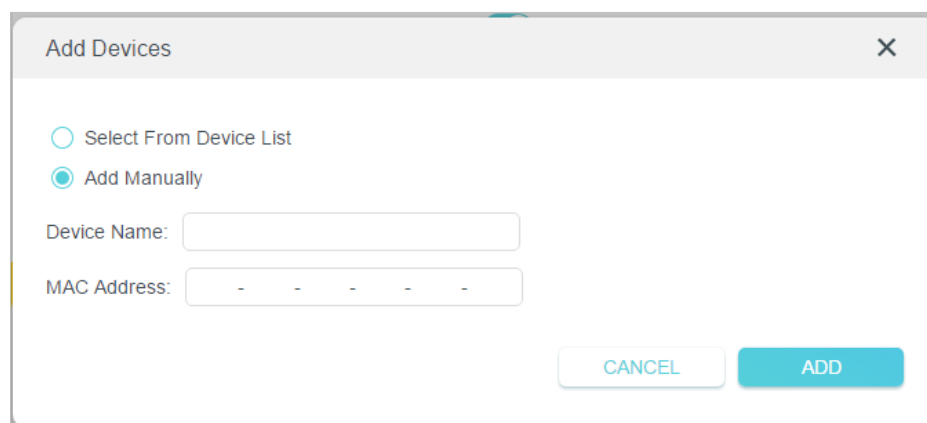 Add Devices
Select From Device List
Add Manually
Device Name:
MAC Address: - - - - -
CANCEL ADD